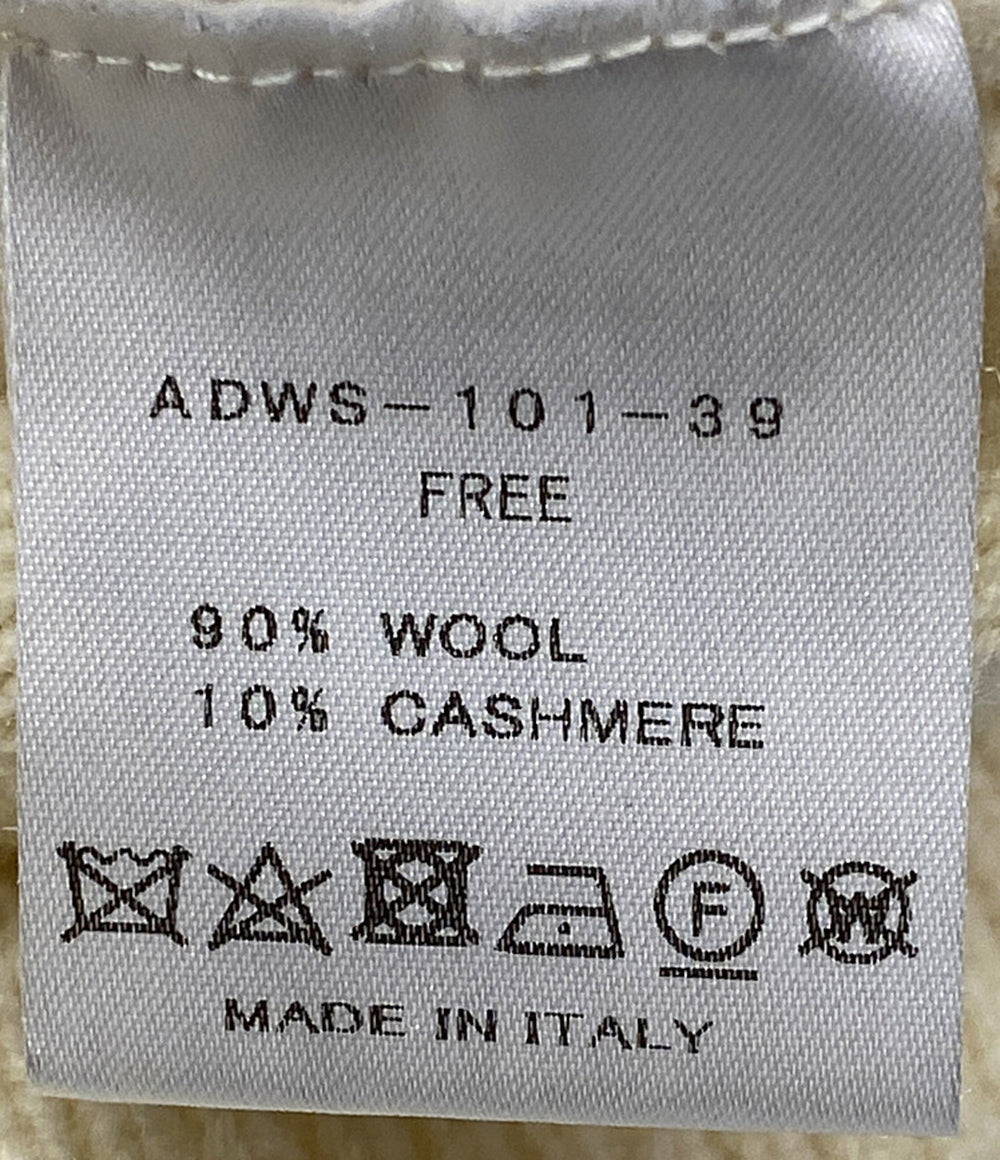 ADWS-101-39
FREE
90% WOOL
10% CASHMERE
F W
MADE IN ITALY